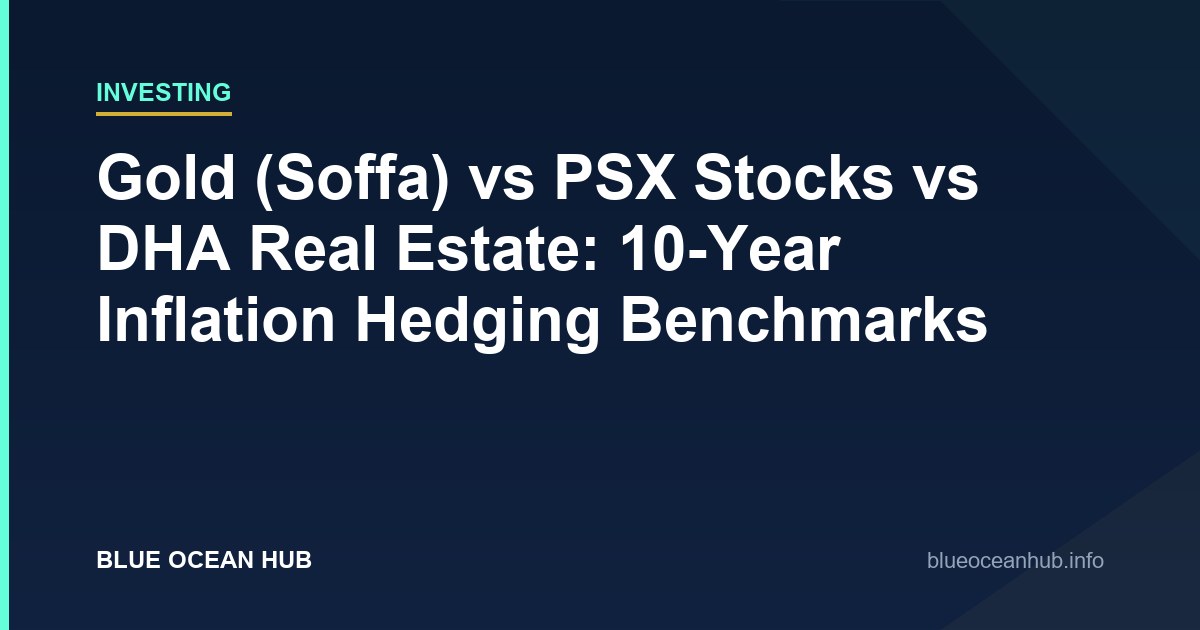 INVESTING
Gold (Soffa) vs PSX Stocks vs
DHA Real Estate: 10-Year
Inflation Hedging Benchmarks
BLUE OCEAN HUB
blueoceanhub.info